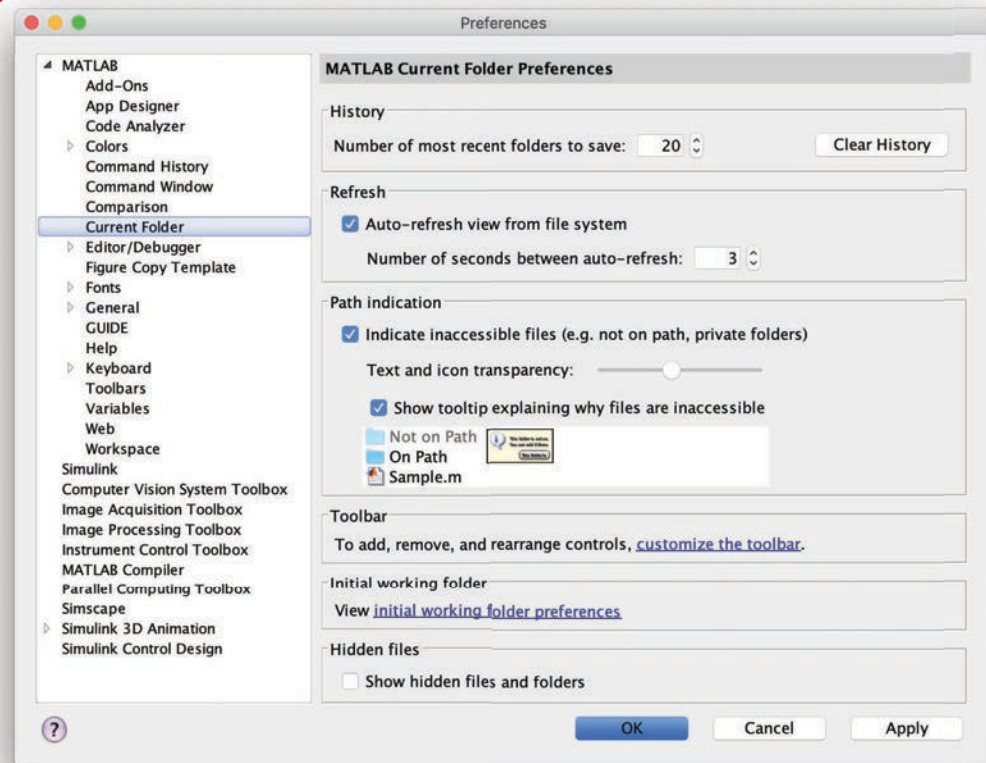 Preferences
MATLAB
Add-Ons
App Designer
Code Analyzer
Colors
Command History
Command Window
Comparison
Current Folder
Editor/Debugger
Figure Copy Template
Fonts
General
GUIDE
Help
Keyboard
Toolbars
Variables
Web
Workspace
Simulink
Computer Vision System Toolbox
Image Acquisition Toolbox
Image Processing Toolbox
Instrument Control Toolbox
MATLAB Compiler
Parallel Computing Toolbox
Simscape
Simulink 3D Animation
Simulink Control Design
MATLAB Current Folder Preferences
History
Number of most recent folders to save: 20 Clear History
Refresh
Auto-refresh view from file system
Number of seconds between auto-refresh: 3
Path indication
Indicate inaccessible files (e.g. not on path, private folders)
Text and icon transparency:
Show tooltip explaining why files are inaccessible
Not on Path
On Path
Sample.m
Toolbar
To add, remove, and rearrange controls, customize the toolbar.
Initial working folder
View initial working folder preferences
Hidden files
Show hidden files and folders
? OK Cancel Apply